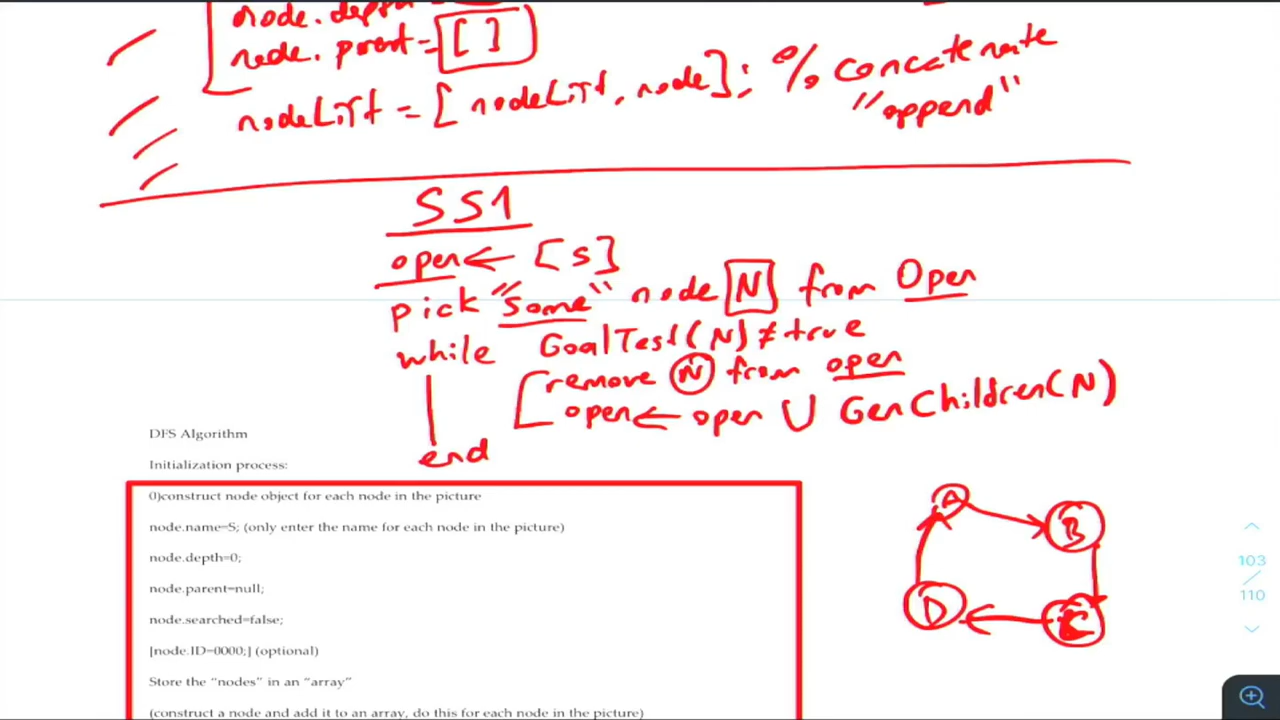 node.depth
node.parent=[ ]
nodeList = [ nodeList, node]; % concatenate
"append"
SS1
open← [s]
pick "some" node N from Open
while GoalTest(N)≠true
remove N from open
open← open ∪ GenChildren(N)
end
DFS Algorithm
Initialization process:
0)construct node object for each node in the picture
node.name=S; (only enter the name for each node in the picture)
node.depth=0;
node.parent=null;
node.searched=false;
[node.ID=0000;] (optional)
Store the “nodes” in an “array”
(construct a node and add it to an array, do this for each node in the picture)
A
B
D
C
103
/
110